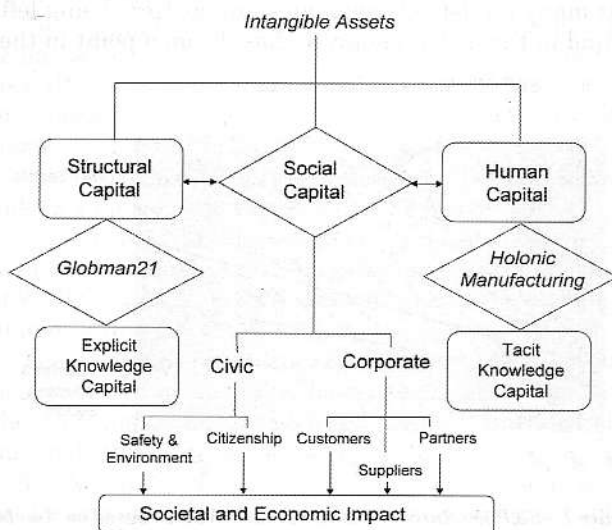 Intangible Assets
Structural
Capital
Social
Capital
Human
Capital
Globman21
Holonic
Manufacturing
Explicit
Knowledge
Capital
Tacit
Knowledge
Capital
Civic
Corporate
Safety &
Environment
Citizenship
Customers
Partners
Suppliers
Societal and Economic Impact